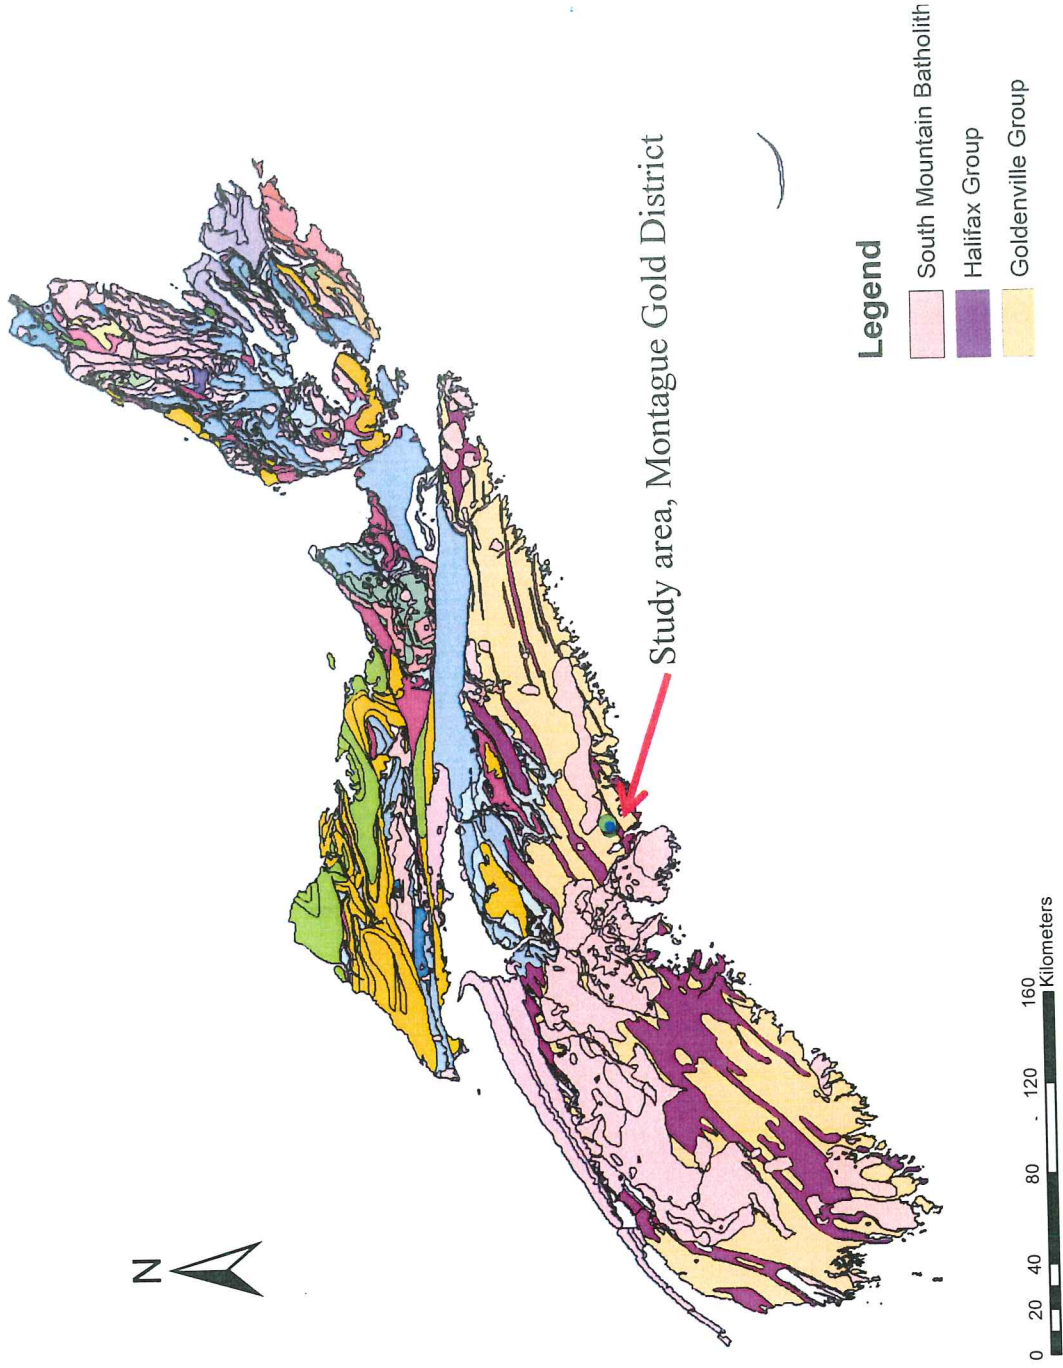 N
Study area, Montague Gold District
Legend
South Mountain Batholith
Halifax Group
Goldenville Group
0 20 40 80 120 160
Kilometers